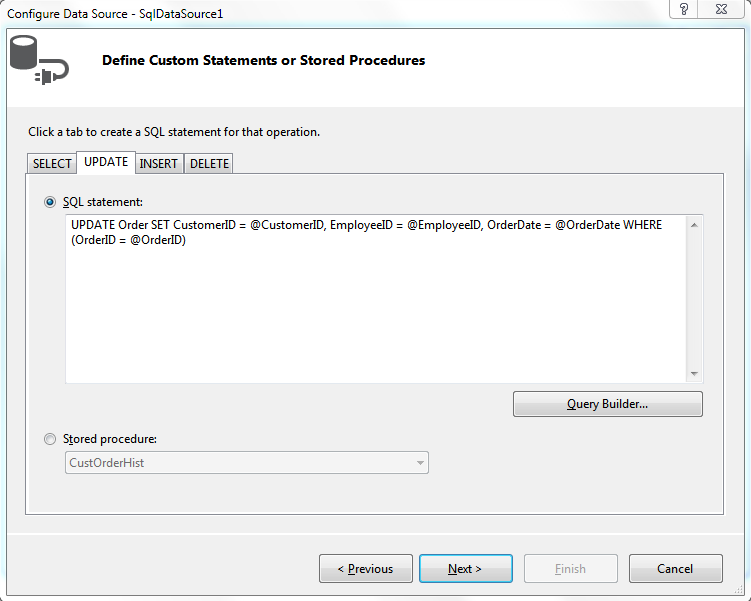 Configure Data Source - SqlDataSource1
?
Define Custom Statements or Stored Procedures
Click a tab to create a SQL statement for that operation.
SELECT UPDATE INSERT DELETE
SQL statement:
UPDATE Order SET CustomerID = @CustomerID, EmployeeID = @EmployeeID, OrderDate = @OrderDate WHERE
(OrderID = @OrderID)
Query Builder...
Stored procedure:
CustOrderHist
< Previous Next > Finish Cancel